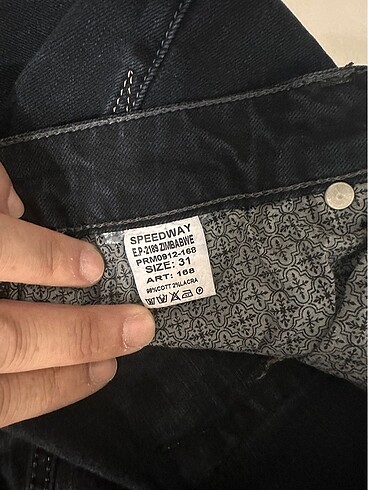 SPEEDWAY
E.P-2189 ZIMBABWE
PRM0912-168
SIZE: 31
ART: 168
98%COTT 2%LACRA